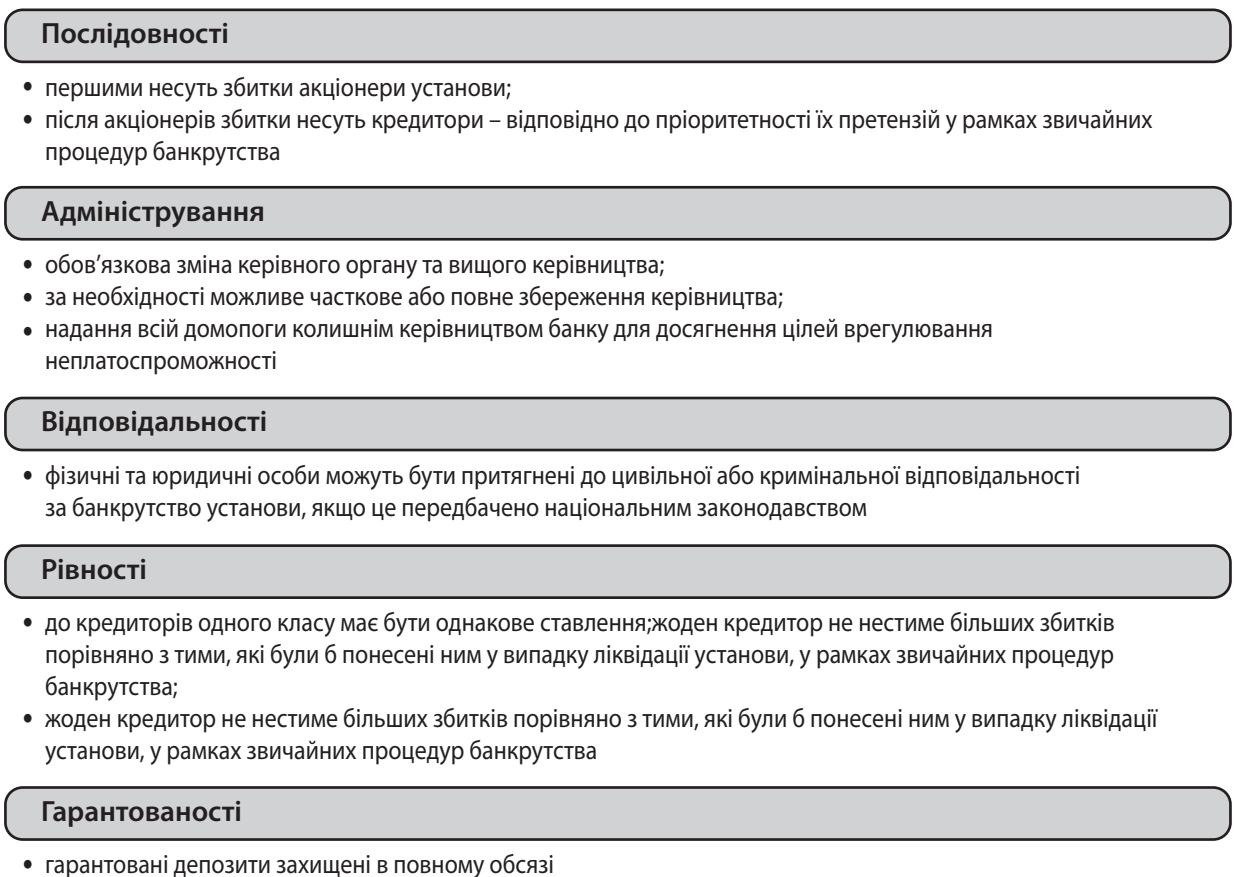 Послідовності
• першими несуть збитки акціонери установи;
• після акціонерів збитки несуть кредитори – відповідно до пріоритетності їх претензій у рамках звичайних
процедур банкрутства
Адміністрування
• обов’язкова зміна керівного органу та вищого керівництва;
• за необхідності можливе часткове або повне збереження керівництва;
• надання всій домопоги колишнім керівництвом банку для досягнення цілей врегулювання
неплатоспроможності
Відповідальності
• фізичні та юридичні особи можуть бути притягнені до цивільної або кримінальної відповідальності
за банкрутство установи, якщо це передбачено національним законодавством
Рівності
• до кредиторів одного класу має бути однакове ставлення;жоден кредитор не нестиме більших збитків
порівняно з тими, які були б понесені ним у випадку ліквідації установи, у рамках звичайних процедур
банкрутства;
• жоден кредитор не нестиме більших збитків порівняно з тими, які були б понесені ним у випадку ліквідації
установи, у рамках звичайних процедур банкрутства
Гарантованості
• гарантовані депозити захищені в повному обсязі